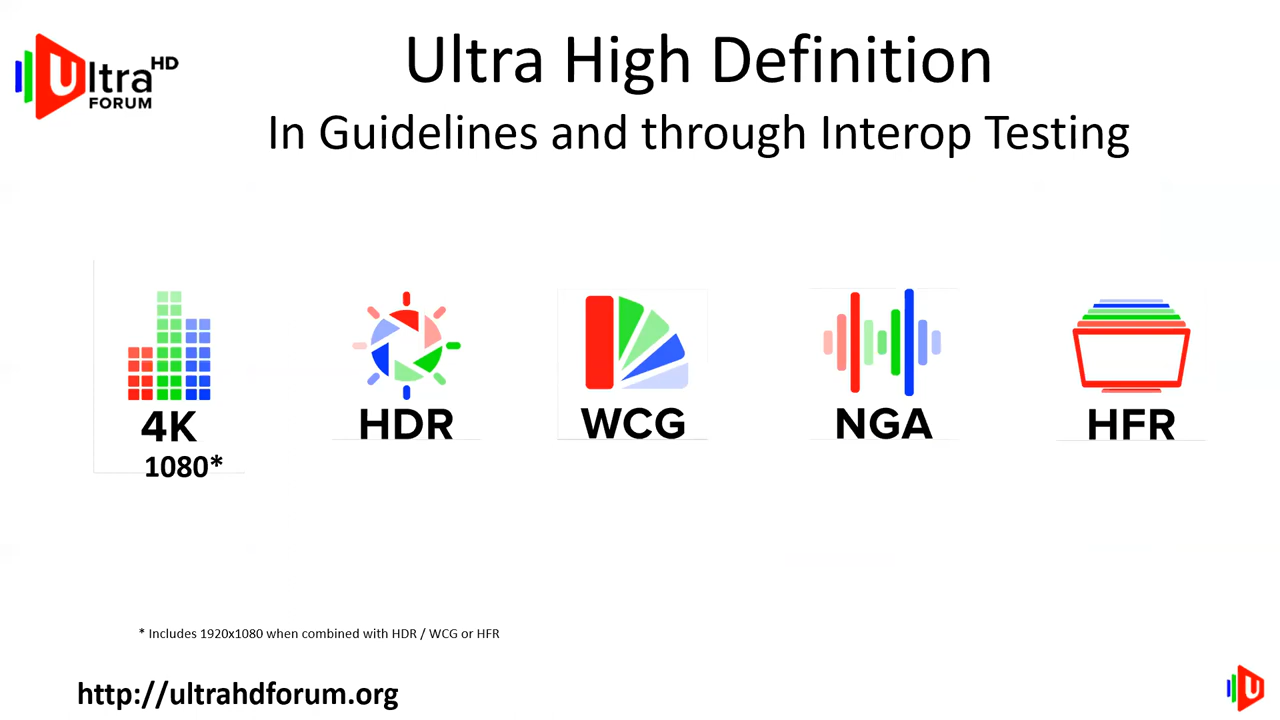 Ultra HD
FORUM
Ultra High Definition
In Guidelines and through Interop Testing
4K
1080*
HDR
WCG
NGA
HFR
* Includes 1920x1080 when combined with HDR / WCG or HFR
http://ultrahdforum.org
U